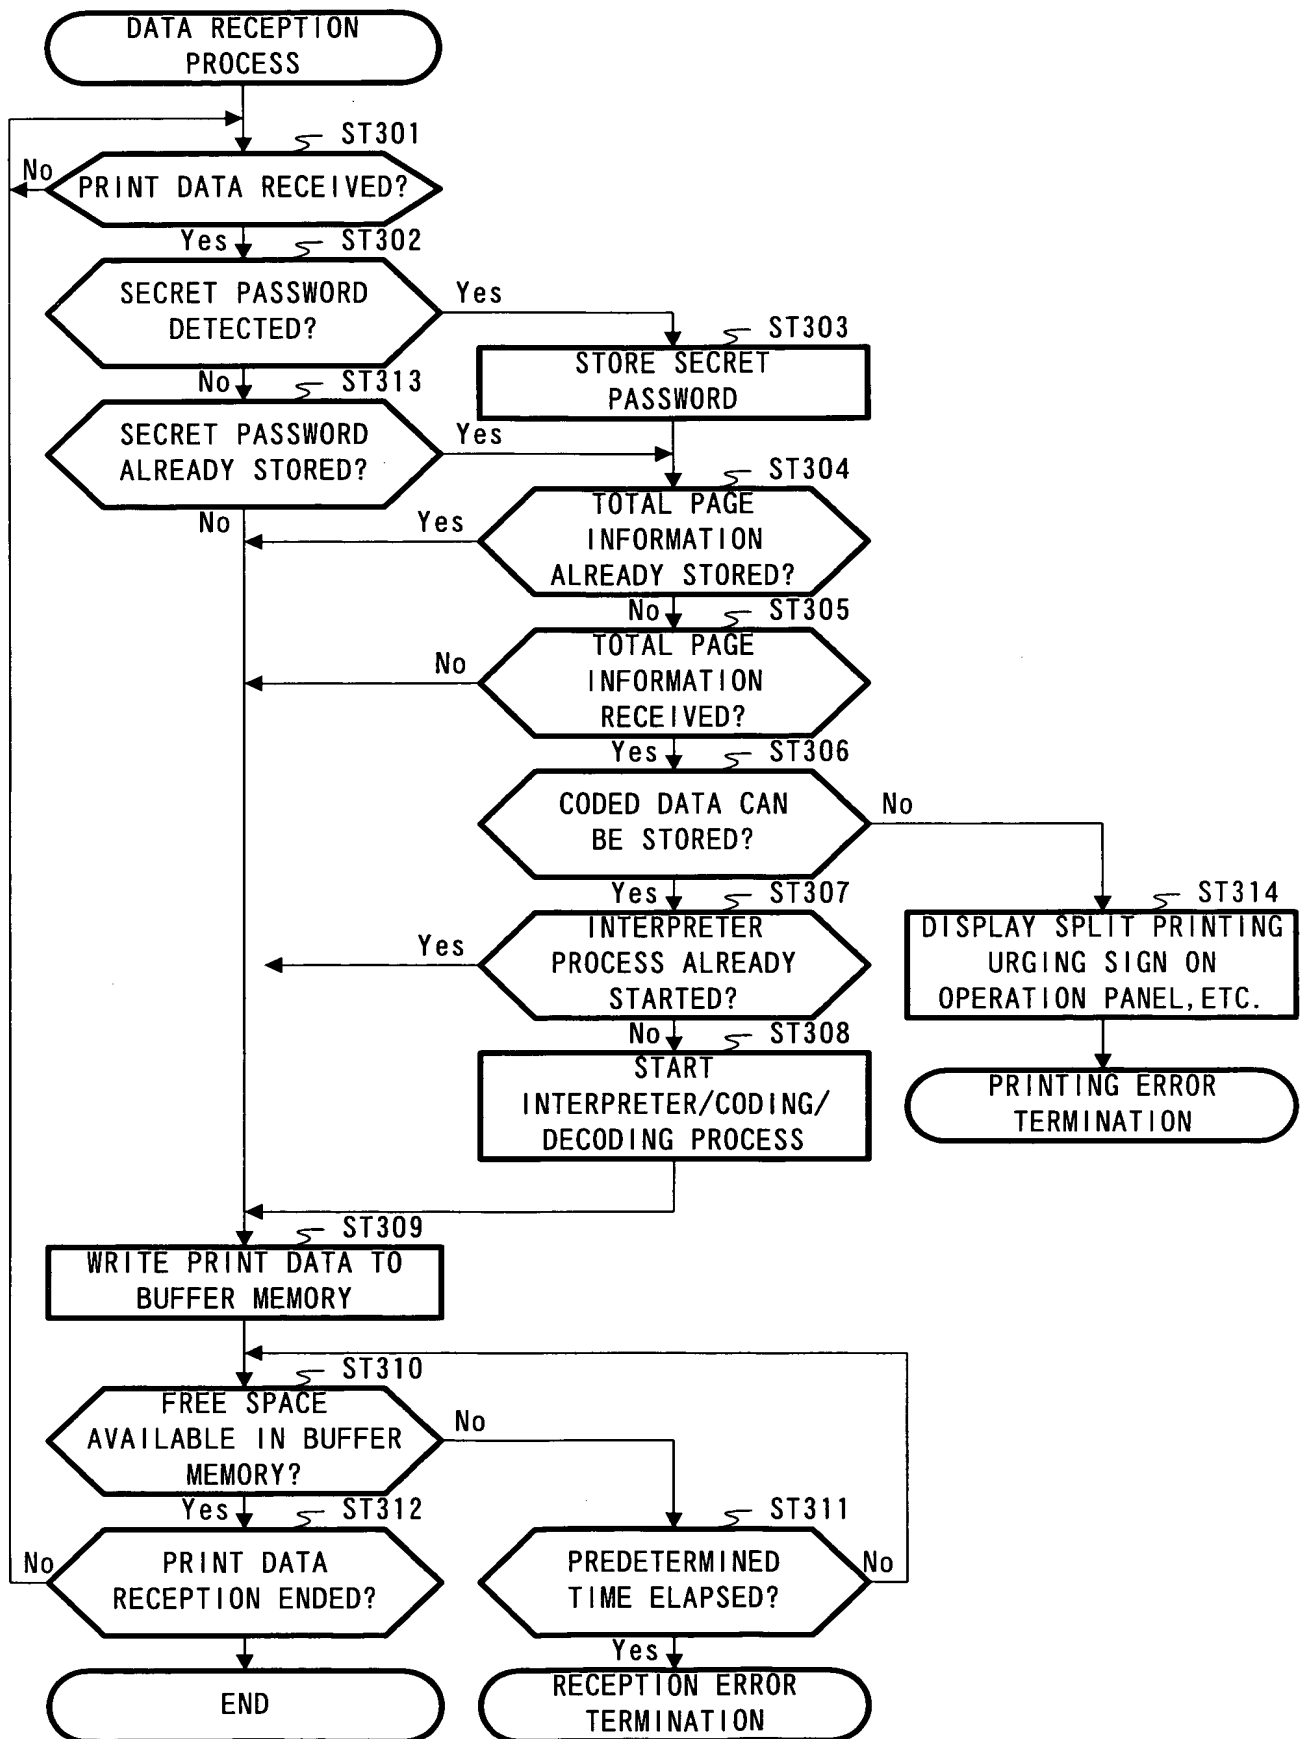 DATA RECEPTION
PROCESS
ST301
No
PRINT DATA RECEIVED?
Yes
ST302
SECRET PASSWORD
DETECTED?
Yes
ST303
STORE SECRET
PASSWORD
No
ST313
SECRET PASSWORD
ALREADY STORED?
Yes
ST304
TOTAL PAGE
INFORMATION
ALREADY STORED?
No
Yes
No
ST305
TOTAL PAGE
INFORMATION
RECEIVED?
No
Yes
ST306
CODED DATA CAN
BE STORED?
No
Yes
ST307
INTERPRETER
PROCESS ALREADY
STARTED?
Yes
ST314
DISPLAY SPLIT PRINTING
URGING SIGN ON
OPERATION PANEL,ETC.
No
ST308
START
INTERPRETER/CODING/
DECODING PROCESS
PRINTING ERROR
TERMINATION
ST309
WRITE PRINT DATA TO
BUFFER MEMORY
ST310
FREE SPACE
AVAILABLE IN BUFFER
MEMORY?
No
Yes
ST312
ST311
No
PRINT DATA
RECEPTION ENDED?
PREDETERMINED
TIME ELAPSED?
No
Yes
END
RECEPTION ERROR
TERMINATION